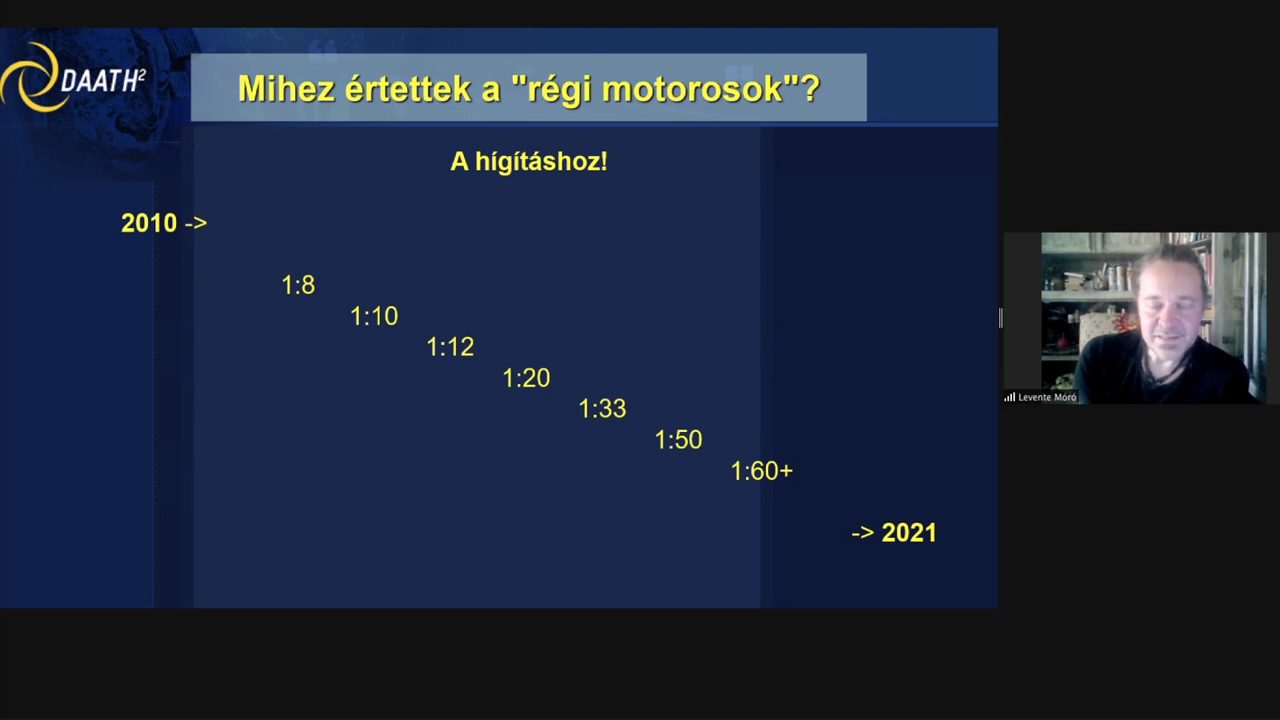 DAATH²
Mihez értettek a "régi motorosok"?
A hígításhoz!
2010 ->
1:8
1:10
1:12
1:20
1:33
1:50
1:60+
-> 2021
Levente Móró